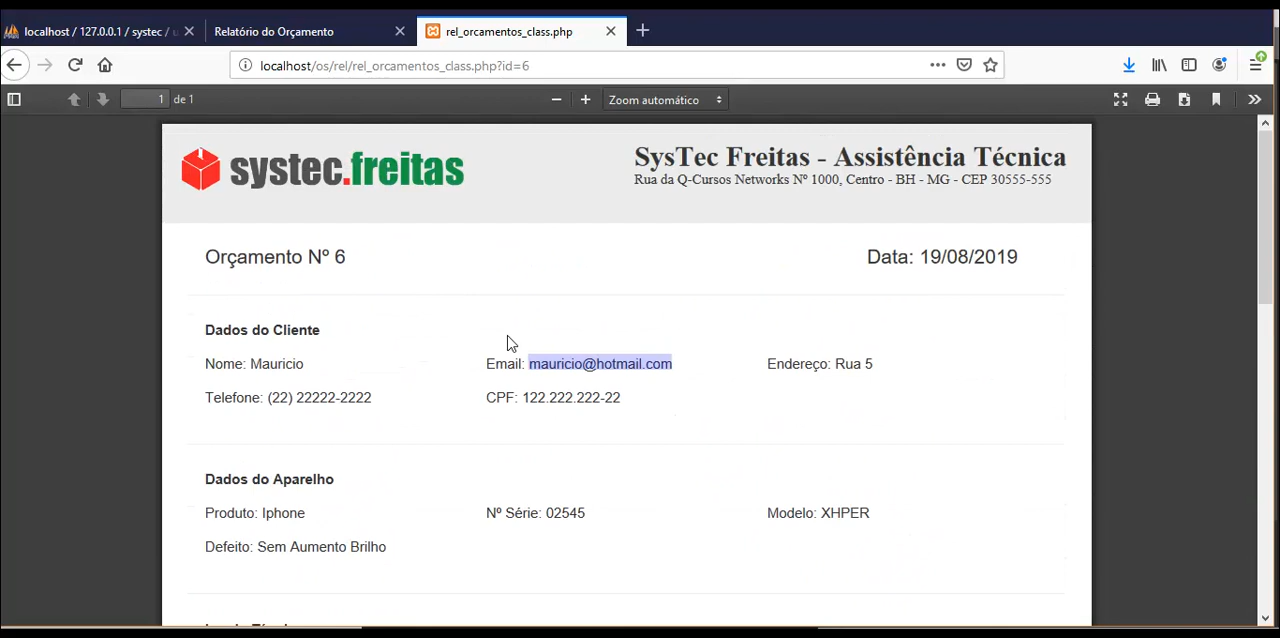 localhost / 127.0.0.1 / systec / u
Relatório do Orçamento
rel_orcamentos_class.php
localhost/os/rel/rel_orcamentos_class.php?id=6
1 de 1
Zoom automático
systec.freitas
SysTec Freitas - Assistência Técnica
Rua da Q-Cursos Networks Nº 1000, Centro - BH - MG - CEP 30555-555
Orçamento Nº 6
Data: 19/08/2019
Dados do Cliente
Nome: Mauricio
Email: mauricio@hotmail.com
Endereço: Rua 5
Telefone: (22) 22222-2222
CPF: 122.222.222-22
Dados do Aparelho
Produto: Iphone
Nº Série: 02545
Modelo: XHPER
Defeito: Sem Aumento Brilho